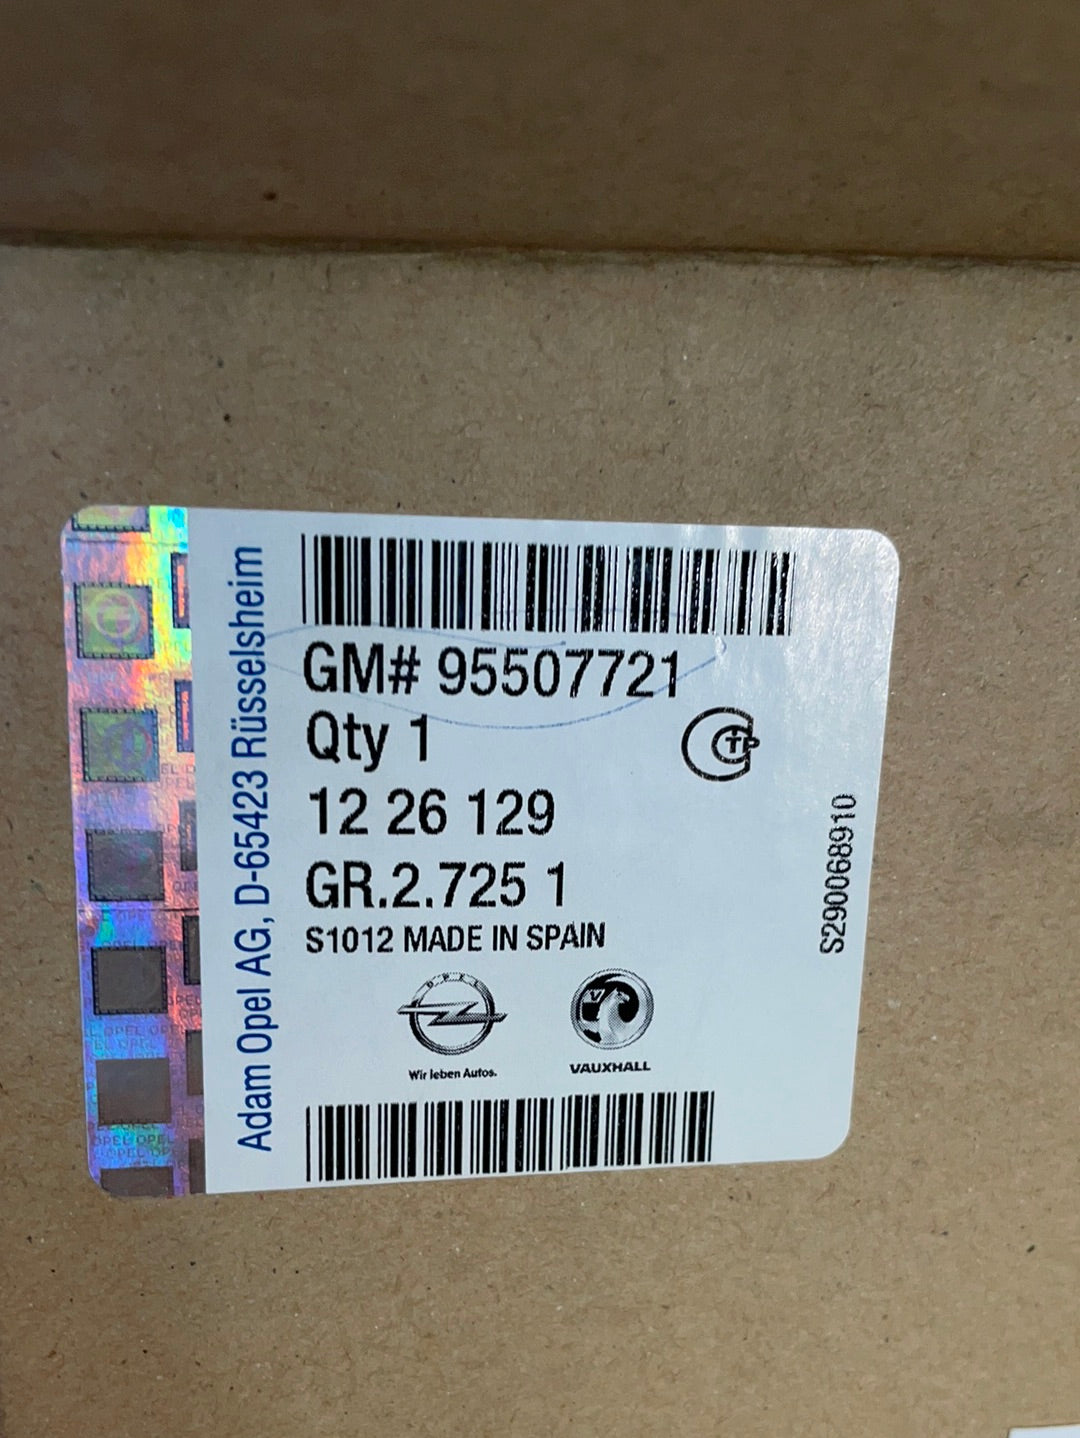 Adam Opel AG, D-65423 Rüsselsheim
GM# 95507721
Qty 1
12 26 129
GR.2.725 1
S1012 MADE IN SPAIN
OPEL
Wir leben Autos.
V
VAUXHALL
S290068910